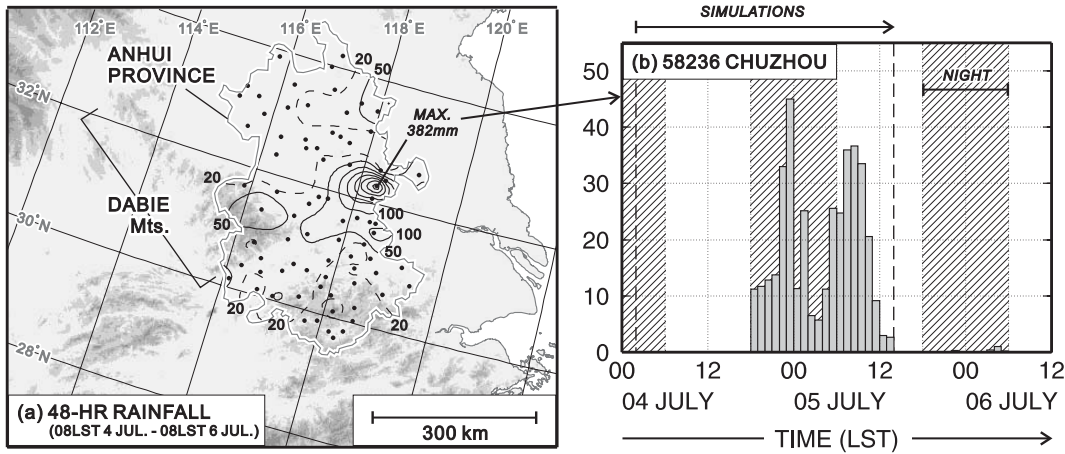 112°E
114°E
116°E
118°E
120°E
ANHUI
PROVINCE
20
50
MAX.
382mm
32°N
DABIE
Mts.
20
50
100
100
50
30°N
20
20
20
28°N
(a) 48-HR RAINFALL
(08LST 4 JUL. - 08LST 6 JUL.)
300 km
SIMULATIONS
(b) 58236 CHUZHOU
NIGHT
50
40
30
20
10
0
00 12 00 12 00 12
04 JULY 05 JULY 06 JULY
TIME (LST)